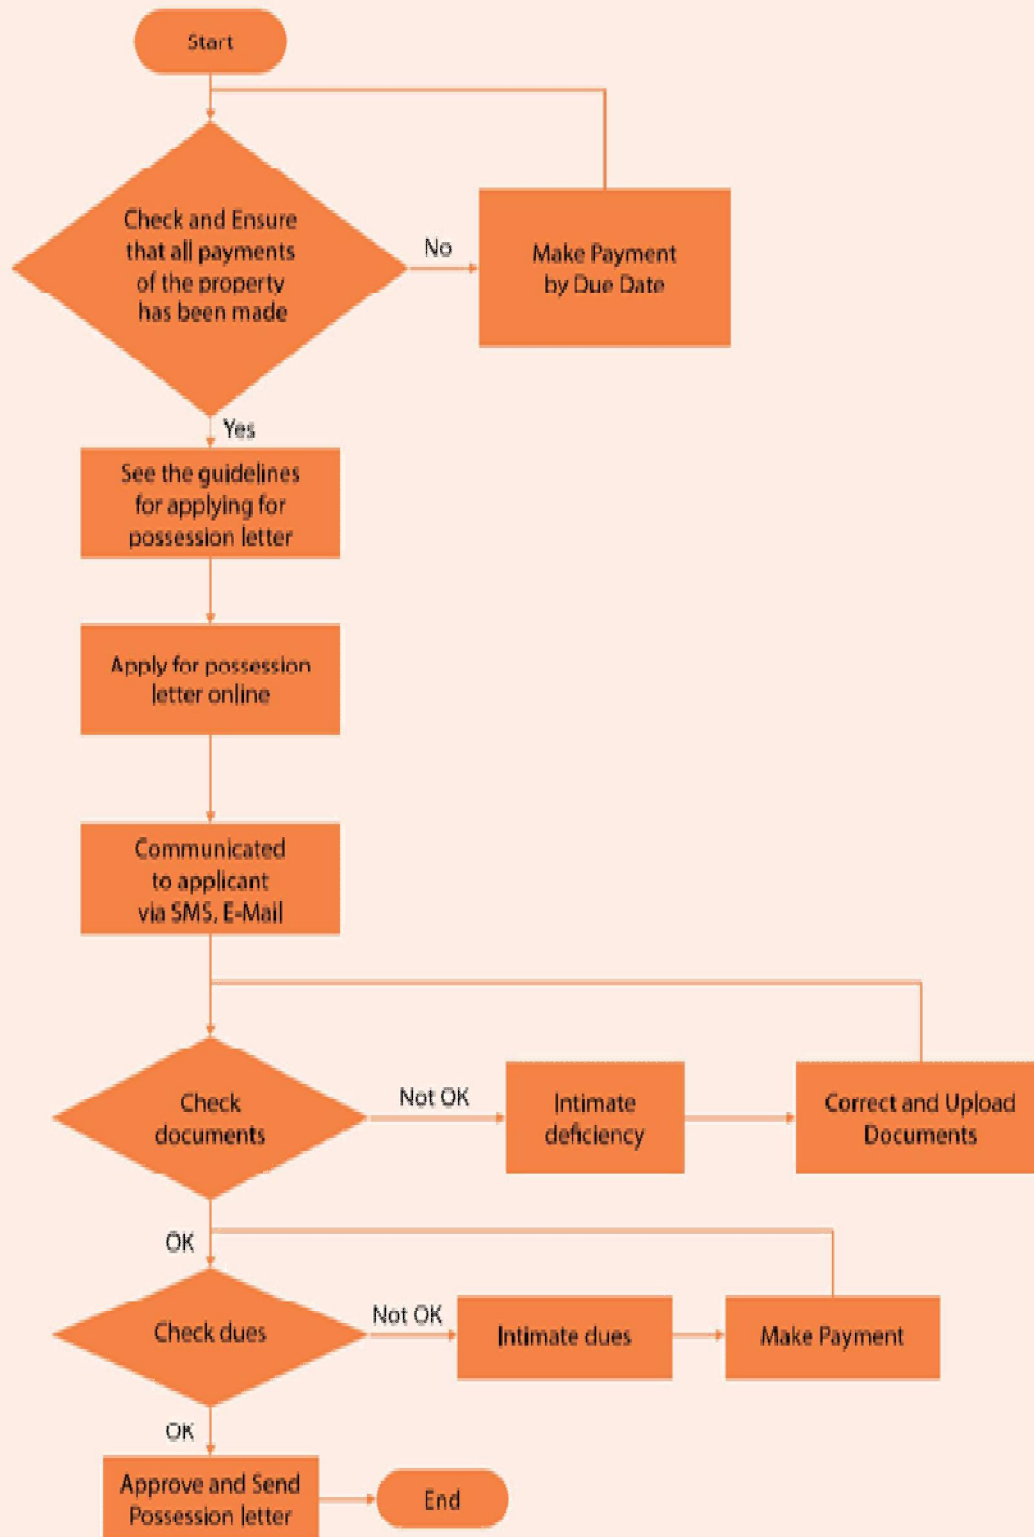 Start
Check and Ensure
that all payments
of the property
has been made
No
Make Payment
by Due Date
Yes
See the guidelines
for applying for
possession letter
Apply for possession
letter online
Communicated
to applicant
via SMS, E-Mail
Check
documents
Not OK
Intimate
deficiency
Correct and Upload
Documents
OK
Check dues
Not OK
Intimate dues
Make Payment
OK
Approve and Send
Possession letter
End